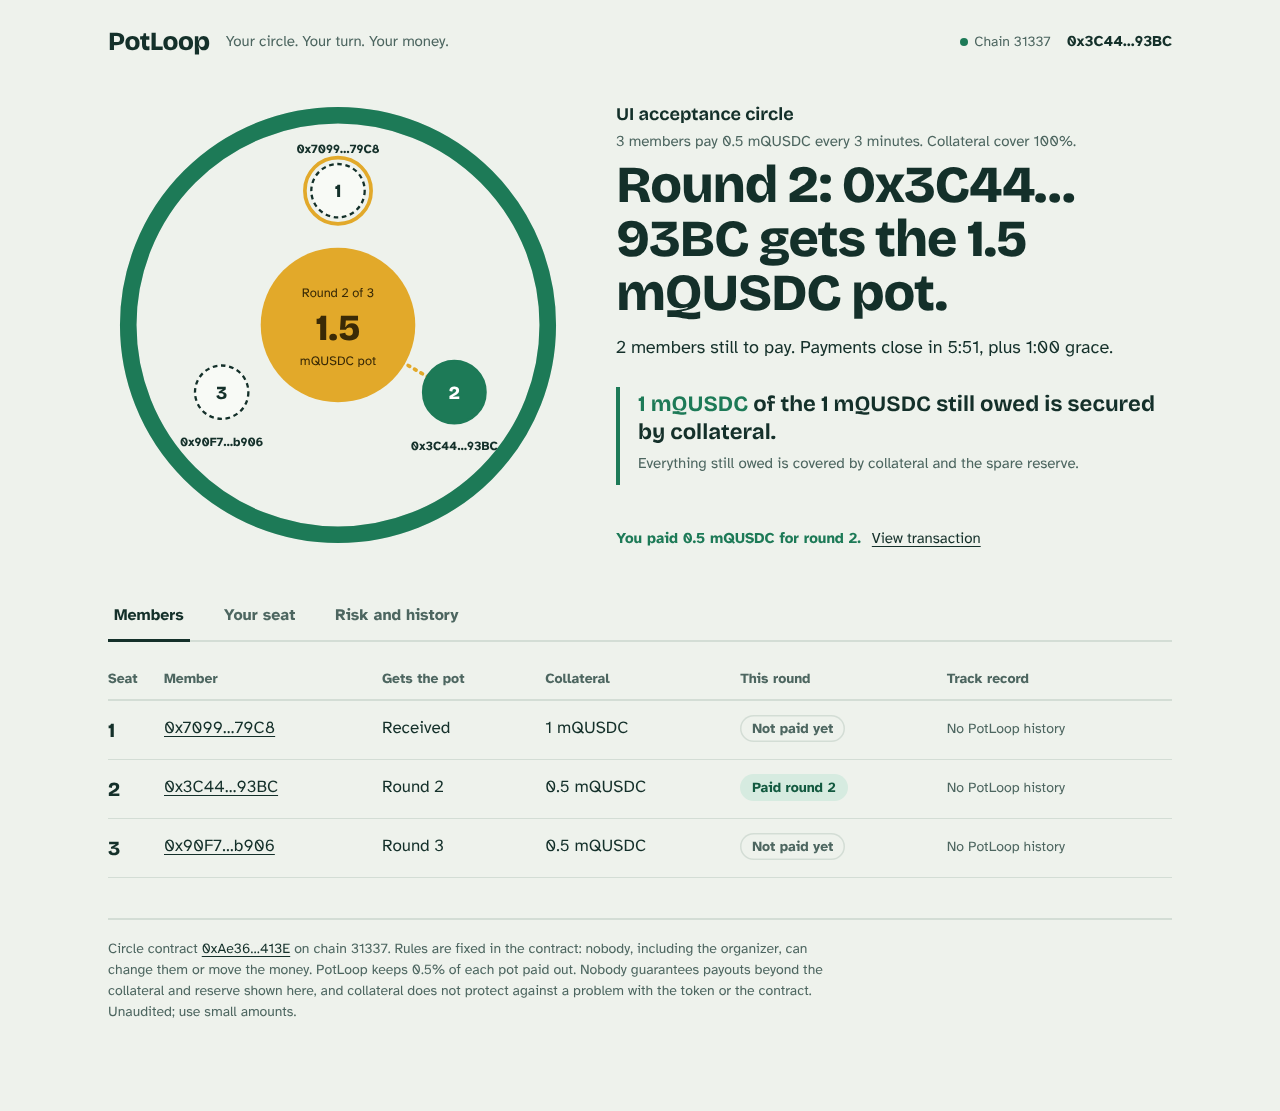 PotLoop
Your circle. Your turn. Your money.
Chain 31337
0x3C44…93BC
0x7099…79C8
1
Round 2 of 3
1.5
mQUSDC pot
3
2
0x90F7…b906
0x3C44…93BC
UI acceptance circle
3 members pay 0.5 mQUSDC every 3 minutes. Collateral cover 100%.
Round 2: 0x3C44…
93BC gets the 1.5
mQUSDC pot.
2 members still to pay. Payments close in 5:51, plus 1:00 grace.
1 mQUSDC of the 1 mQUSDC still owed is secured
by collateral.
Everything still owed is covered by collateral and the spare reserve.
You paid 0.5 mQUSDC for round 2. View transaction
Members Your seat Risk and history
Seat Member Gets the pot Collateral This round Track record
1 0x7099…79C8 Received 1 mQUSDC Not paid yet No PotLoop history
2 0x3C44…93BC Round 2 0.5 mQUSDC Paid round 2 No PotLoop history
3 0x90F7…b906 Round 3 0.5 mQUSDC Not paid yet No PotLoop history
Circle contract 0xAe36…413E on chain 31337. Rules are fixed in the contract: nobody, including the organizer, can
change them or move the money. PotLoop keeps 0.5% of each pot paid out. Nobody guarantees payouts beyond the
collateral and reserve shown here, and collateral does not protect against a problem with the token or the contract.
Unaudited; use small amounts.